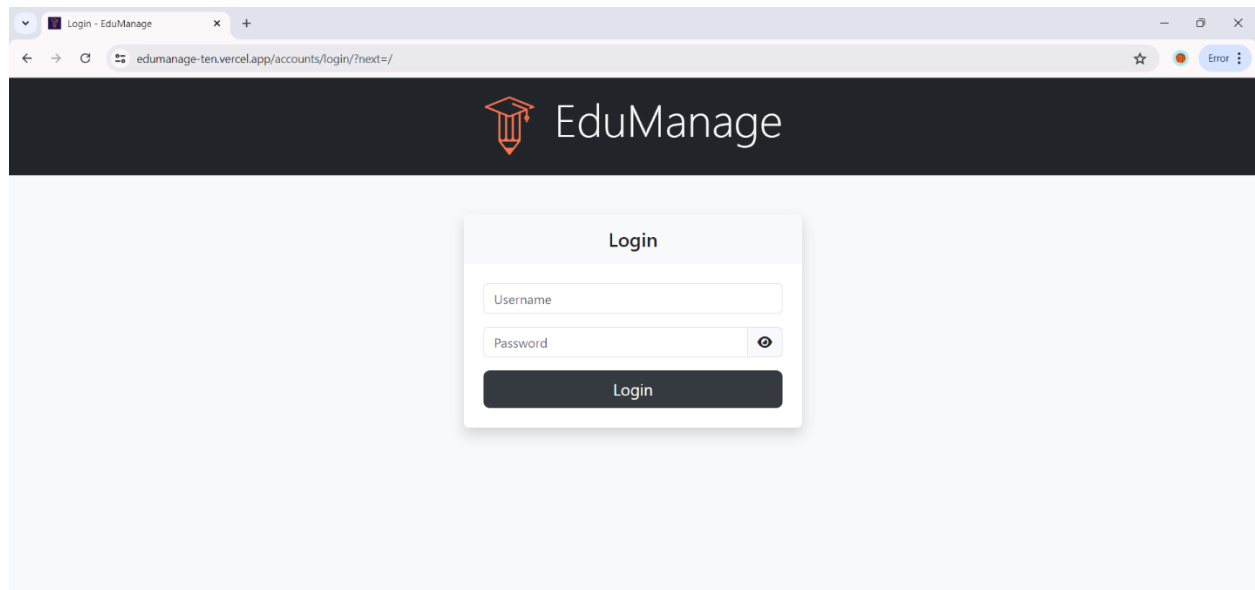 Login - EduManage
edumanage-ten.vercel.app/accounts/login/?next=/
Error
EduManage
Login
Username
Password
Login